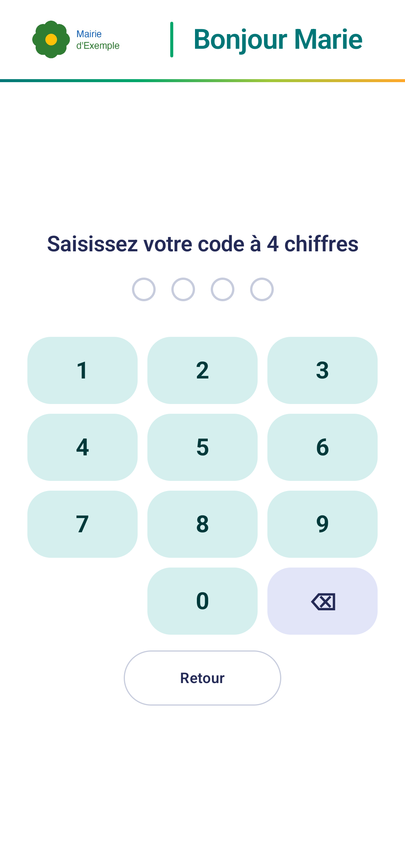 Mairie
d'Exemple
Bonjour Marie
Saisissez votre code à 4 chiffres
1 2 3
4 5 6
7 8 9
0
Retour